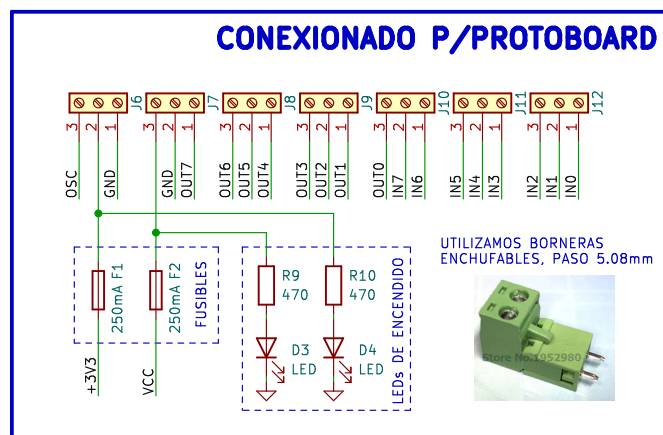 CONEXIONADO P/PROTOBOARD
J6
J7
J8
J9
J10
J11
J12
3 2 1
3 2 1
3 2 1
3 2 1
3 2 1
3 2 1
3 2 1
OSC
GND
GND
OUT7
OUT6
OUT5
OUT4
OUT3
OUT2
OUT1
OUT0
IN7
IN6
IN5
IN4
IN3
IN2
IN1
IN0
250mA F1
250mA F2
FUSIBLES
+3V3
VCC
R9
470
R10
470
D3
LED
D4
LED
LEDs DE ENCENDIDO
UTILIZAMOS BORNERAS
ENCHUFABLES, PASO 5.08mm
Store No.1952980